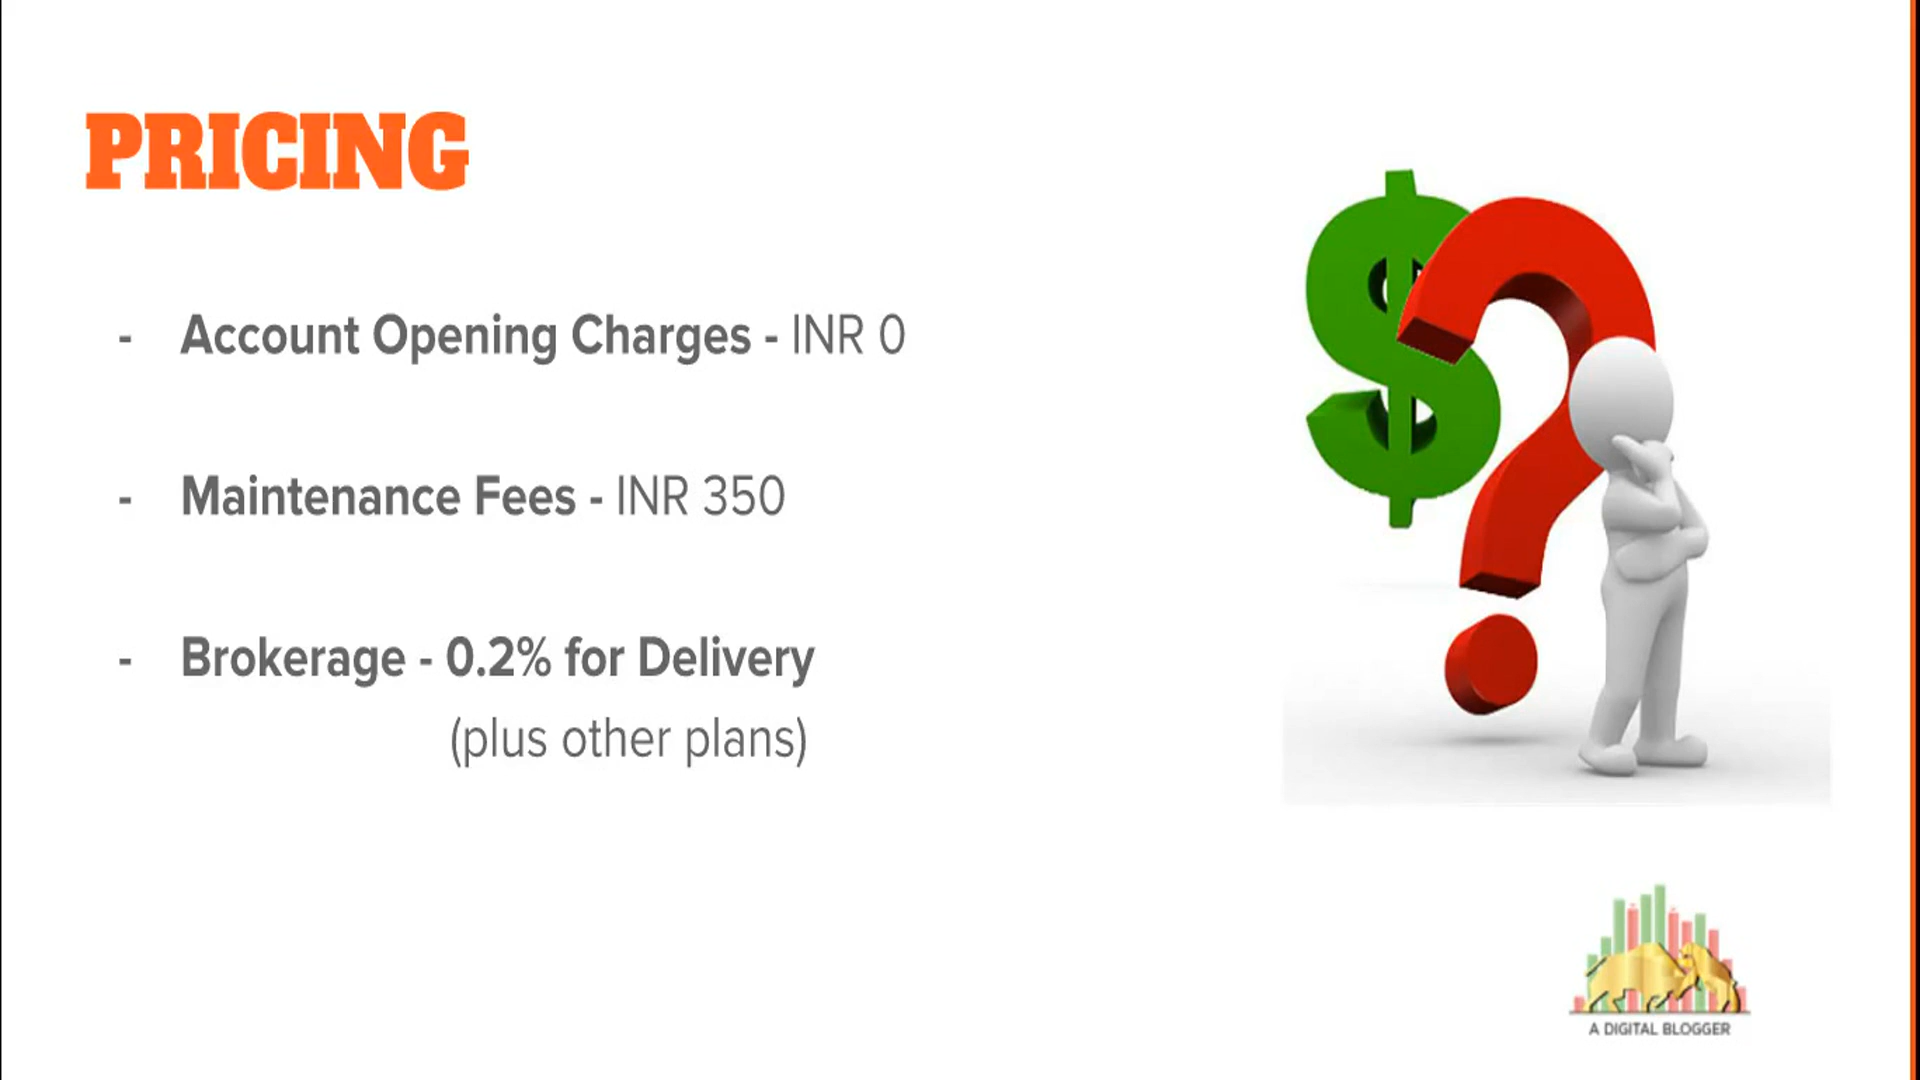 PRICING
- Account Opening Charges - INR 0
- Maintenance Fees - INR 350
- Brokerage - 0.2% for Delivery
(plus other plans)
A DIGITAL BLOGGER